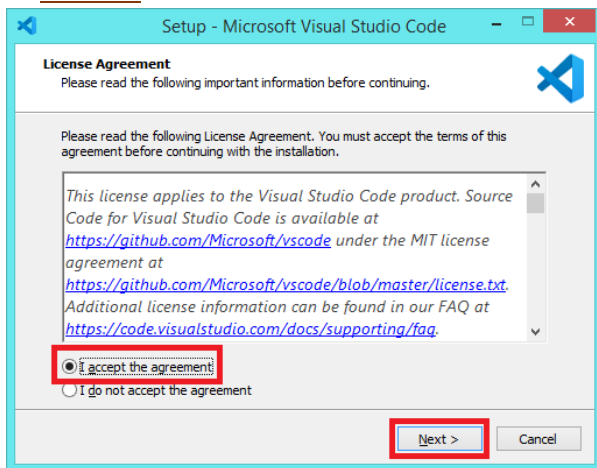 Setup - Microsoft Visual Studio Code
License Agreement
Please read the following important information before continuing.
Please read the following License Agreement. You must accept the terms of this
agreement before continuing with the installation.
This license applies to the Visual Studio Code product. Source
Code for Visual Studio Code is available at
https://github.com/Microsoft/vscode under the MIT license
agreement at
https://github.com/Microsoft/vscode/blob/master/license.txt.
Additional license information can be found in our FAQ at
https://code.visualstudio.com/docs/supporting/faq.
I accept the agreement
I do not accept the agreement
Next > Cancel